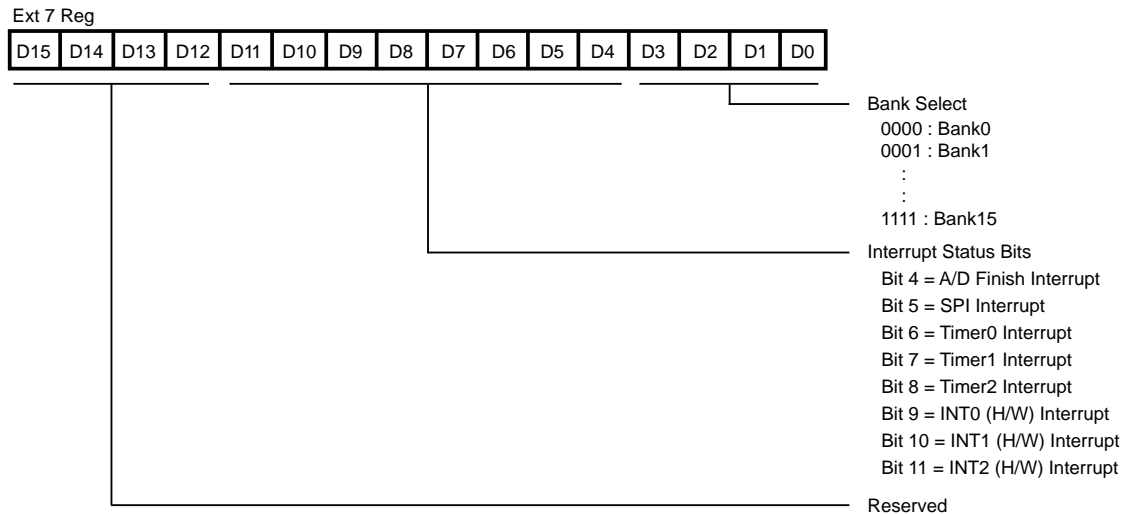 Ext 7 Reg
D15 D14 D13 D12 D11 D10 D9 D8 D7 D6 D5 D4 D3 D2 D1 D0
Bank Select
0000 : Bank0
0001 : Bank1
:
:
1111 : Bank15
Interrupt Status Bits
Bit 4 = A/D Finish Interrupt
Bit 5 = SPI Interrupt
Bit 6 = Timer0 Interrupt
Bit 7 = Timer1 Interrupt
Bit 8 = Timer2 Interrupt
Bit 9 = INT0 (H/W) Interrupt
Bit 10 = INT1 (H/W) Interrupt
Bit 11 = INT2 (H/W) Interrupt
Reserved